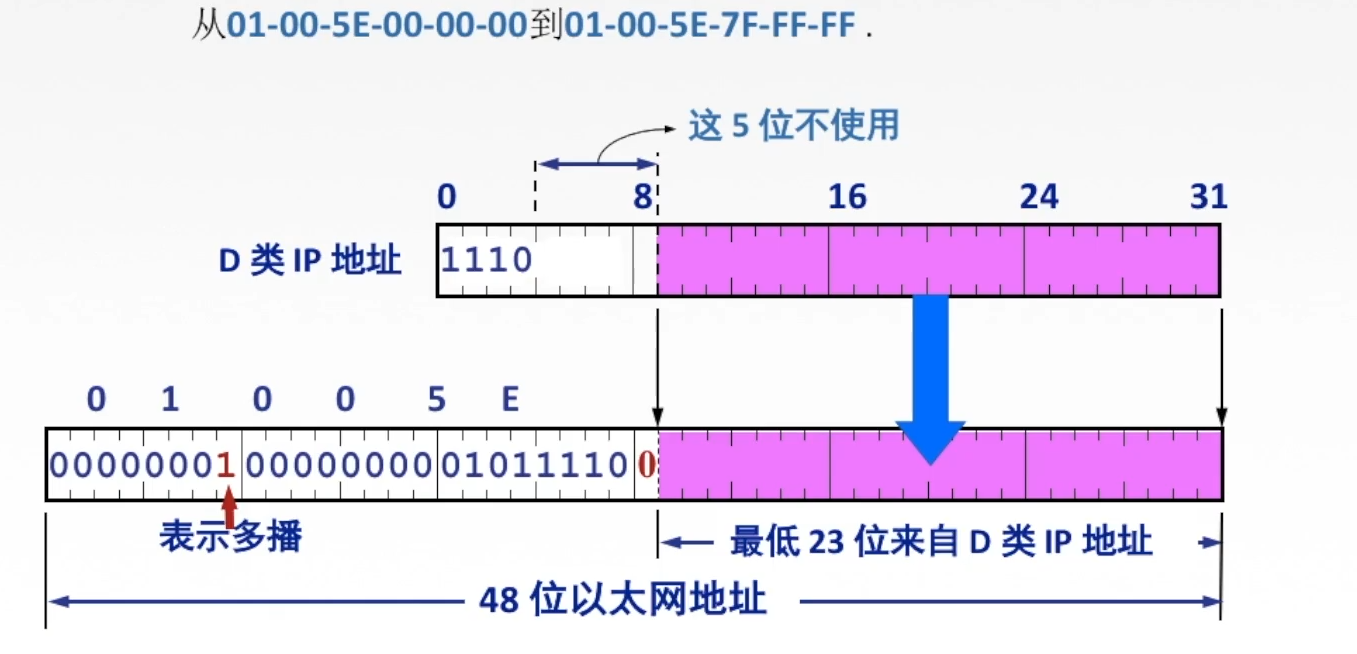 从01-00-5E-00-00-00到01-00-5E-7F-FF-FF .
这 5 位不使用
0 8 16 24 31
D 类 IP 地址 1110
0 1 0 0 5 E
00000001 00000000 01011110 0
表示多播
最低 23 位来自 D 类 IP 地址
48 位以太网地址